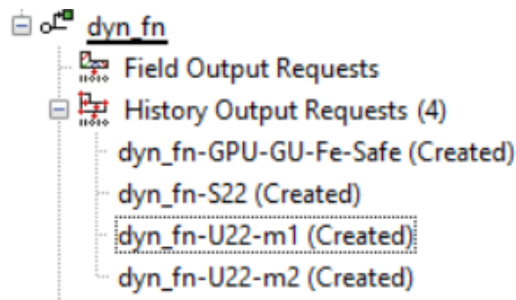 dyn_fn
Field Output Requests
History Output Requests (4)
dyn_fn-GPU-GU-Fe-Safe (Created)
dyn_fn-S22 (Created)
dyn_fn-U22-m1 (Created)
dyn_fn-U22-m2 (Created)